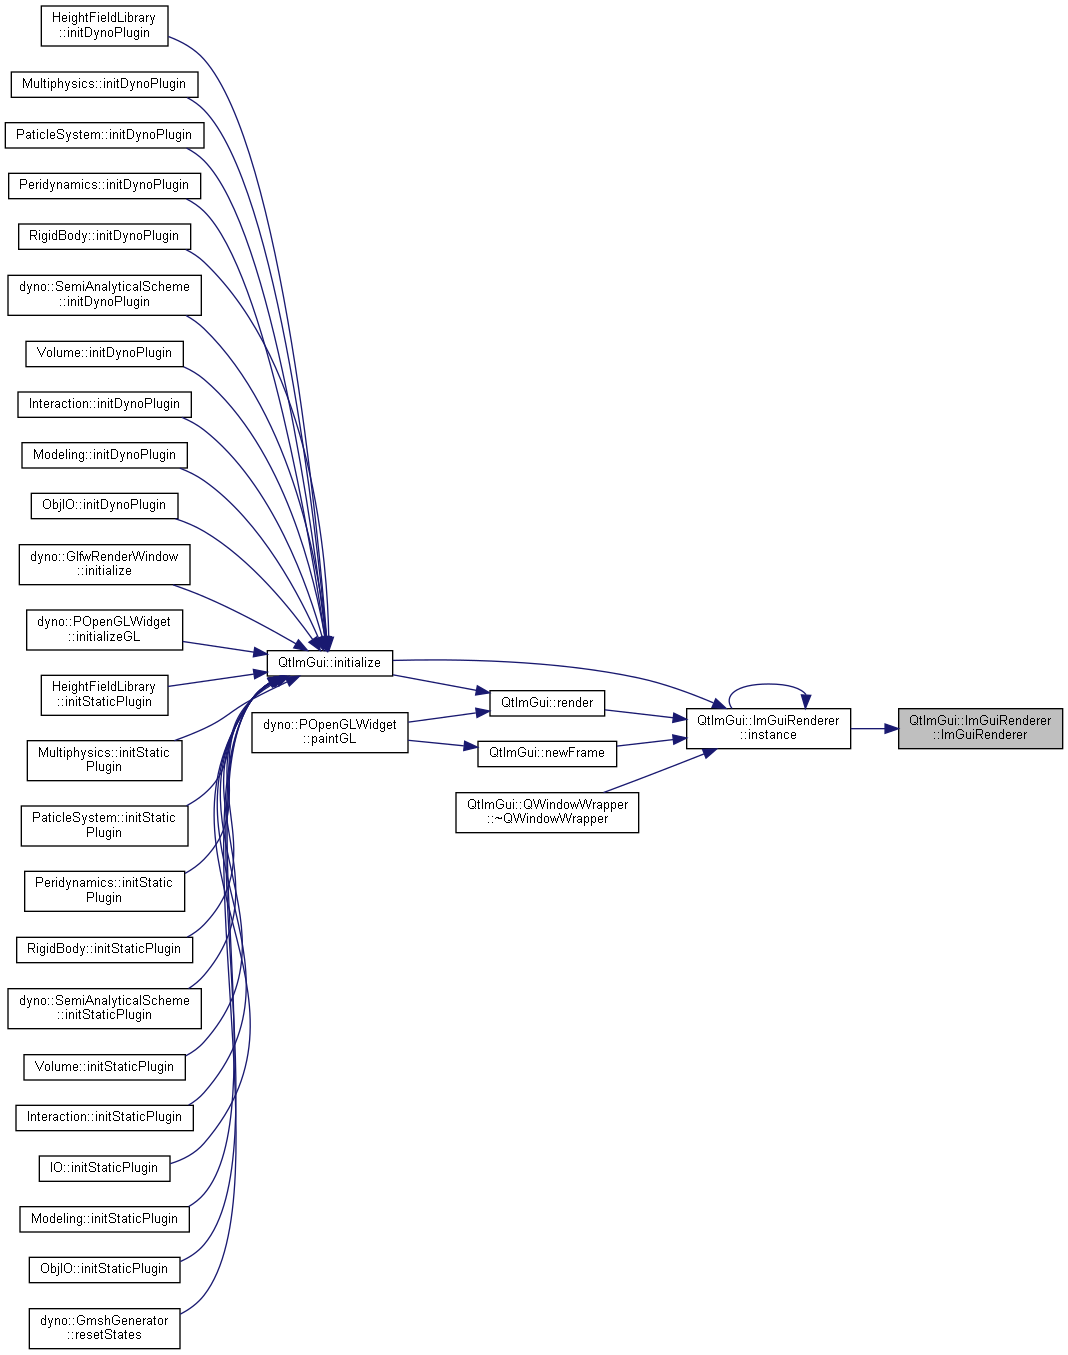 HeightFieldLibrary
::initDynoPlugin
Multiphysics::initDynoPlugin
PaticleSystem::initDynoPlugin
Peridynamics::initDynoPlugin
RigidBody::initDynoPlugin
dyno::SemiAnalyticalScheme
::initDynoPlugin
Volume::initDynoPlugin
Interaction::initDynoPlugin
Modeling::initDynoPlugin
ObjIO::initDynoPlugin
dyno::GlfwRenderWindow
::initialize
dyno::POpenGLWidget
::initializeGL
HeightFieldLibrary
::initStaticPlugin
Multiphysics::initStatic
Plugin
PaticleSystem::initStatic
Plugin
Peridynamics::initStatic
Plugin
RigidBody::initStaticPlugin
dyno::SemiAnalyticalScheme
::initStaticPlugin
Volume::initStaticPlugin
Interaction::initStaticPlugin
IO::initStaticPlugin
Modeling::initStaticPlugin
ObjIO::initStaticPlugin
dyno::GmshGenerator
::resetStates
QtImGui::initialize
dyno::POpenGLWidget
::paintGL
QtImGui::render
QtImGui::newFrame
QtImGui::QWindowWrapper
::~QWindowWrapper
QtImGui::ImGuiRenderer
::instance
QtImGui::ImGuiRenderer
::ImGuiRenderer